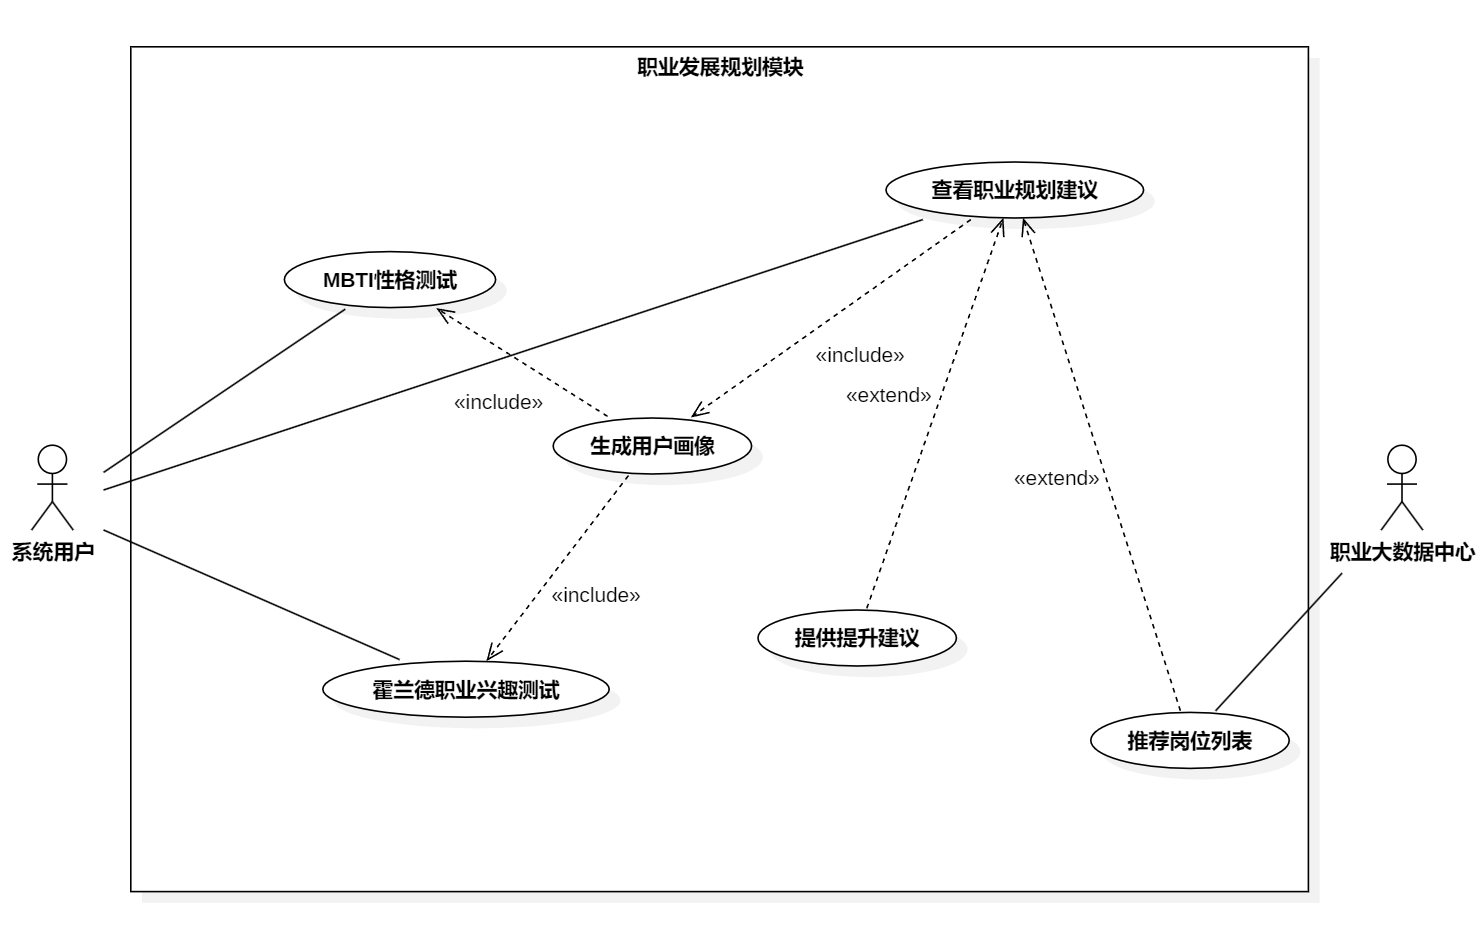 职业发展规划模块
查看职业规划建议
MBTI性格测试
«include»
«extend»
«include»
生成用户画像
«extend»
系统用户
职业大数据中心
«include»
提供提升建议
霍兰德职业兴趣测试
推荐岗位列表